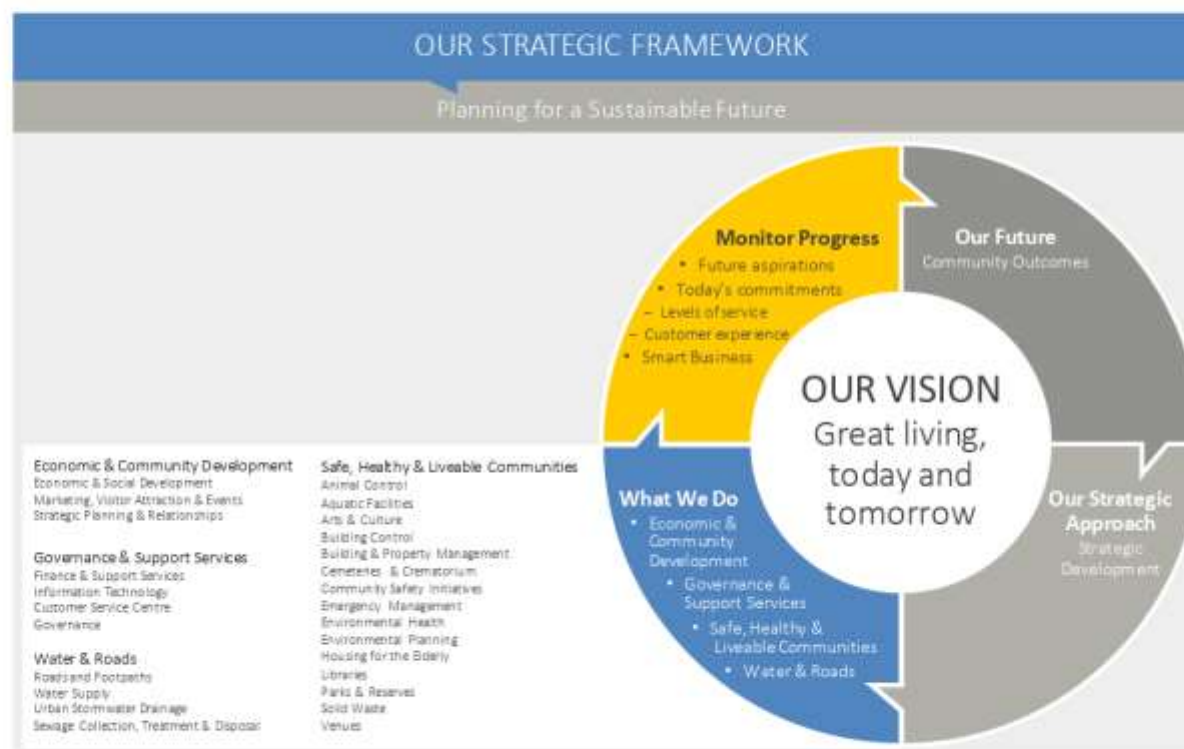 OUR STRATEGIC FRAMEWORK
Planning for a Sustainable Future
Monitor Progress
• Future aspirations
• Today's commitments
– Levels of service
– Customer experience
• Smart Business
Our Future
Community Outcomes
OUR VISION
Great living,
today and
tomorrow
Our Strategic
Approach
Strategic
Development
What We Do
• Economic &
Community
Development
• Governance &
Support Services
• Safe, Healthy &
Liveable Communities
• Water & Roads
Economic & Community Development
Economic & Social Development
Marketing, Visitor Attraction & Events
Strategic Planning & Relationships
Governance & Support Services
Finance & Support Services
Information Technology
Customer Service Centre
Governance
Water & Roads
Roads and Footpaths
Water Supply
Urban Stormwater Drainage
Sewage Collection, Treatment & Disposal
Safe, Healthy & Liveable Communities
Animal Control
Aquatic Facilities
Arts & Culture
Building Control
Building & Property Management
Cemeteries & Crematorium
Community Safety Initiatives
Emergency Management
Environmental Health
Environmental Planning
Housing for the Elderly
Libraries
Parks & Reserves
Solid Waste
Venues